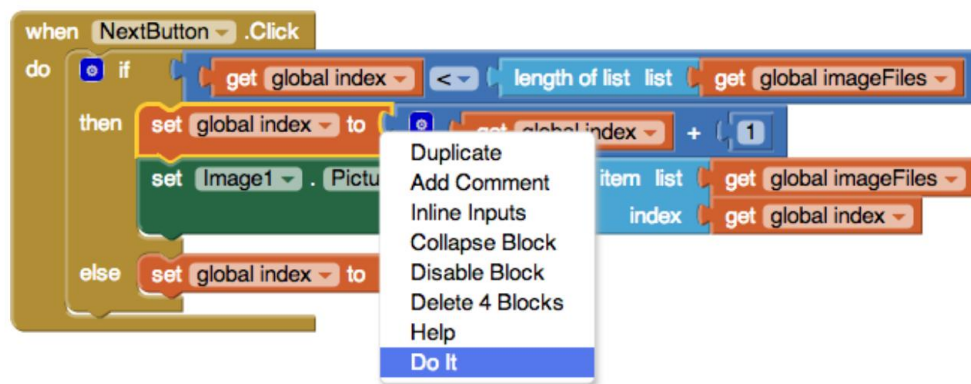 when NextButton .Click
do if get global index < length of list list get global imageFiles
then set global index to get global index + 1
set Image1 . Pictu item list get global imageFiles
index get global index
else set global index to
Duplicate
Add Comment
Inline Inputs
Collapse Block
Disable Block
Delete 4 Blocks
Help
Do It